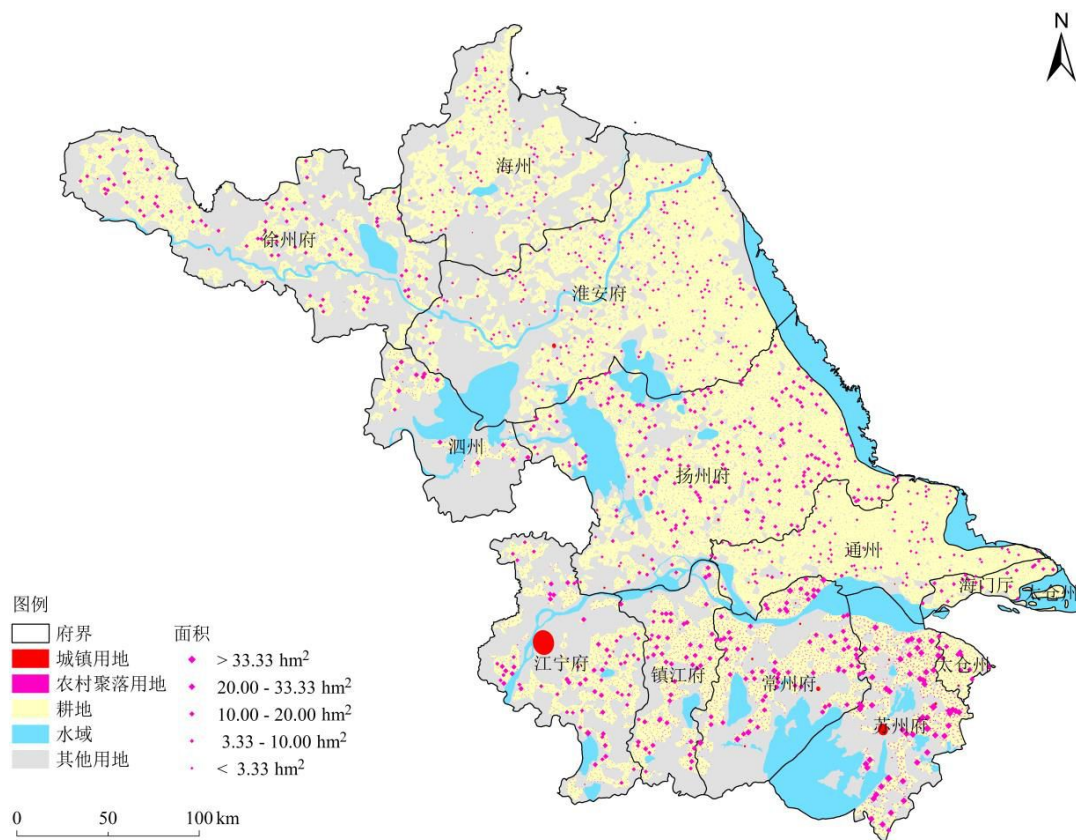 N
海州
徐州府
淮安府
泗州
扬州府
通州
海门厅
太仓州
江宁府
镇江府
常州府
太仓州
苏州府
图例
府界
城镇用地
农村聚落用地
耕地
水域
其他用地
面积
> 33.33 hm²
20.00 - 33.33 hm²
10.00 - 20.00 hm²
3.33 - 10.00 hm²
< 3.33 hm²
0 50 100 km